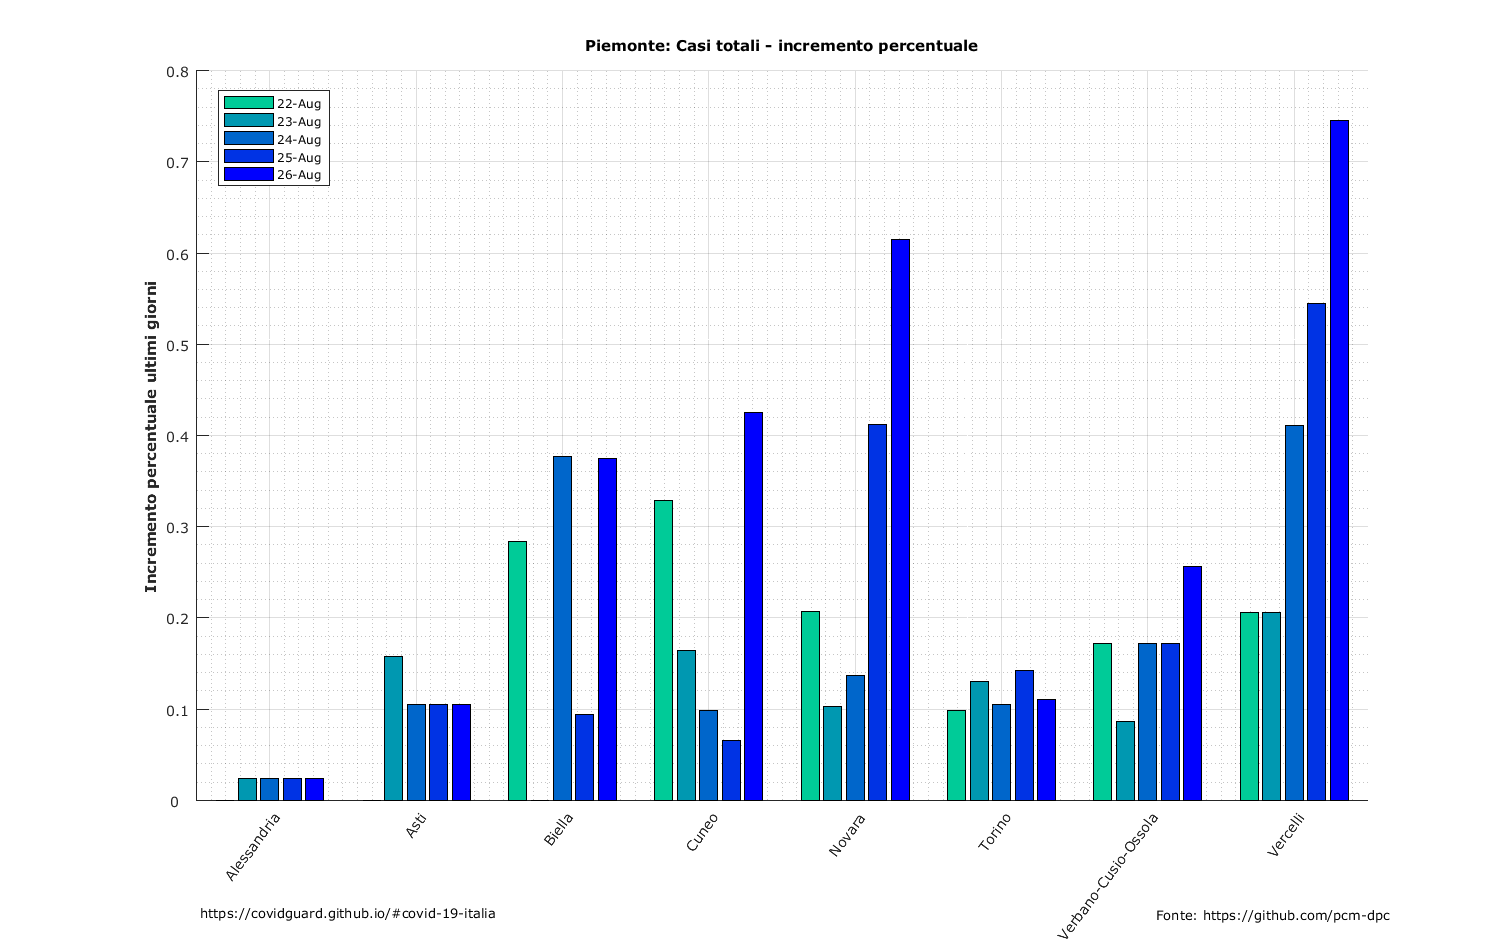 Piemonte: Casi totali - incremento percentuale
0.8
0.7
0.6
0.5
0.4
0.3
0.2
0.1
0
Incremento percentuale ultimi giorni
22-Aug
23-Aug
24-Aug
25-Aug
26-Aug
Alessandria
Asti
Biella
Cuneo
Novara
Torino
Verbano-Cusio-Ossola
Vercelli
https://covidguard.github.io/#covid-19-italia
Fonte: https://github.com/pcm-dpc